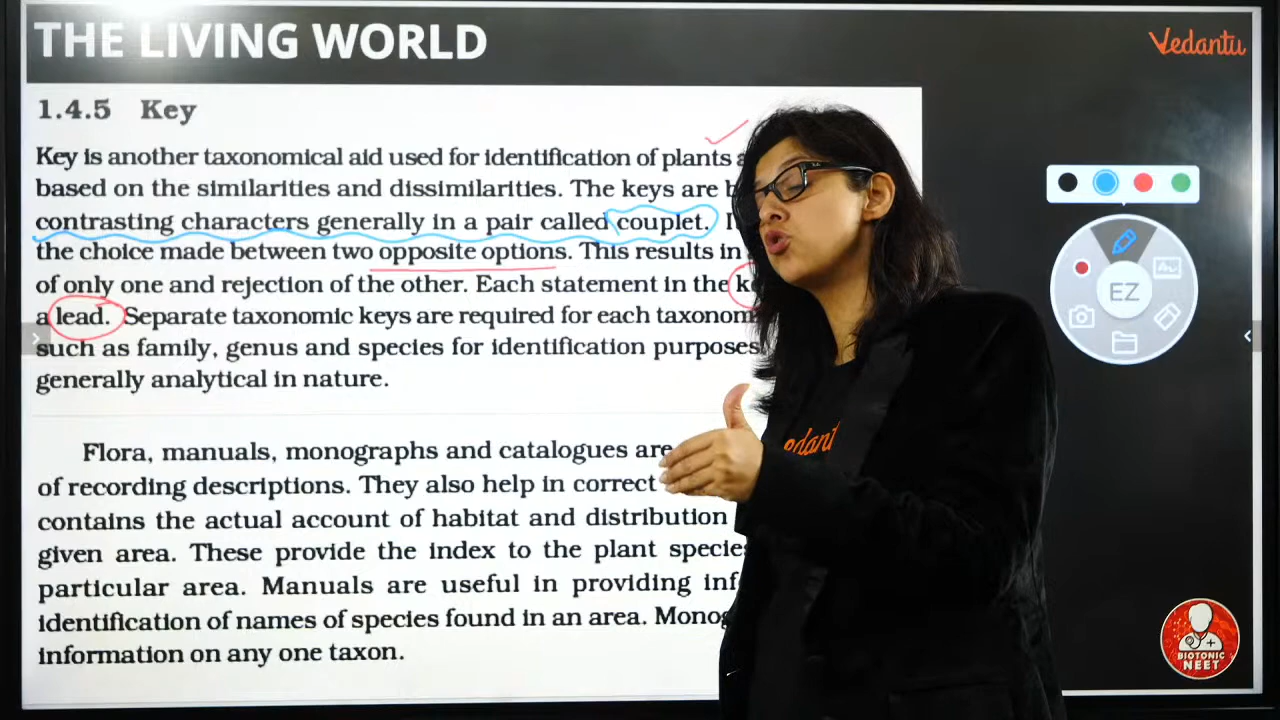 THE LIVING WORLD
Vedantu
1.4.5 Key
Key is another taxonomical aid used for identification of plants
based on the similarities and dissimilarities. The keys are
contrasting characters generally in a pair called couplet.
the choice made between two opposite options. This results in
of only one and rejection of the other. Each statement in the
a lead. Separate taxonomic keys are required for each
such as family, genus and species for identification purposes
generally analytical in nature.
EZ
Flora, manuals, monographs and catalogues are
of recording descriptions. They also help in correct
contains the actual account of habitat and distribution
given area. These provide the index to the plant
particular area. Manuals are useful in providing
identification of names of species found in an area.
information on any one taxon.
BIOTONIC
NEET